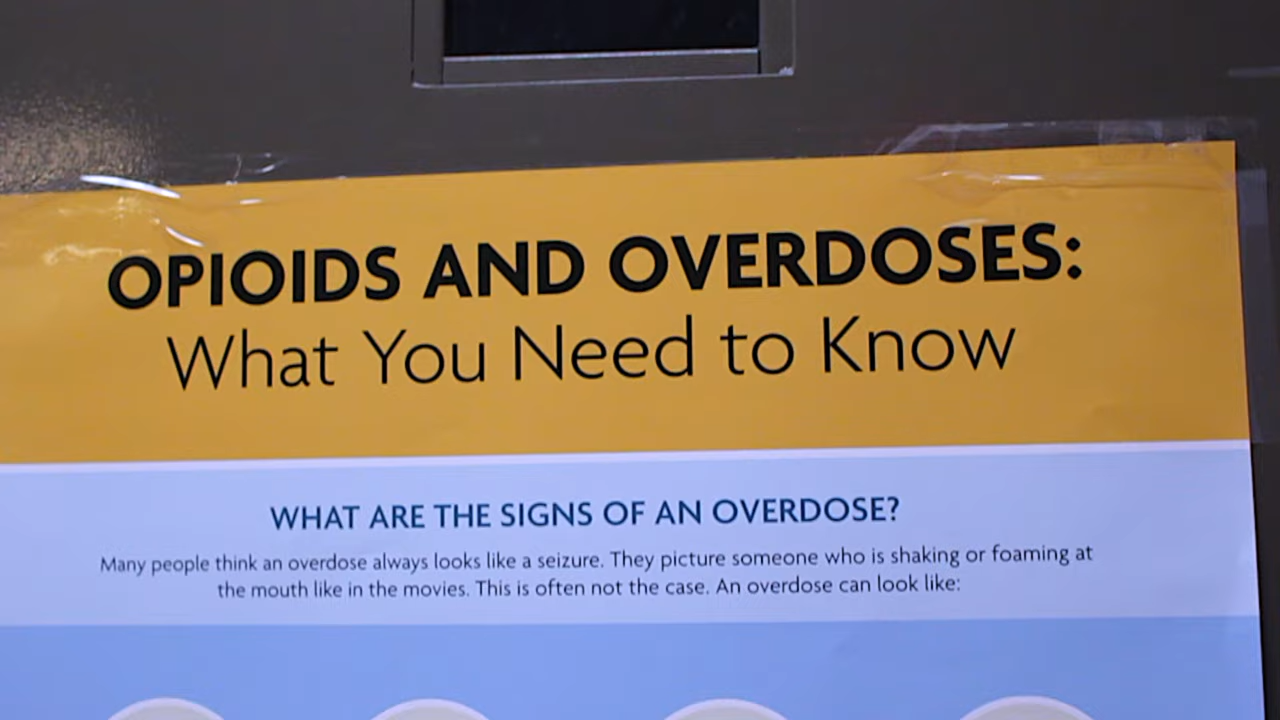 OPIOIDS AND OVERDOSES:
What You Need to Know
WHAT ARE THE SIGNS OF AN OVERDOSE?
Many people think an overdose always looks like a seizure. They picture someone who is shaking or foaming at
the mouth like in the movies. This is often not the case. An overdose can look like: